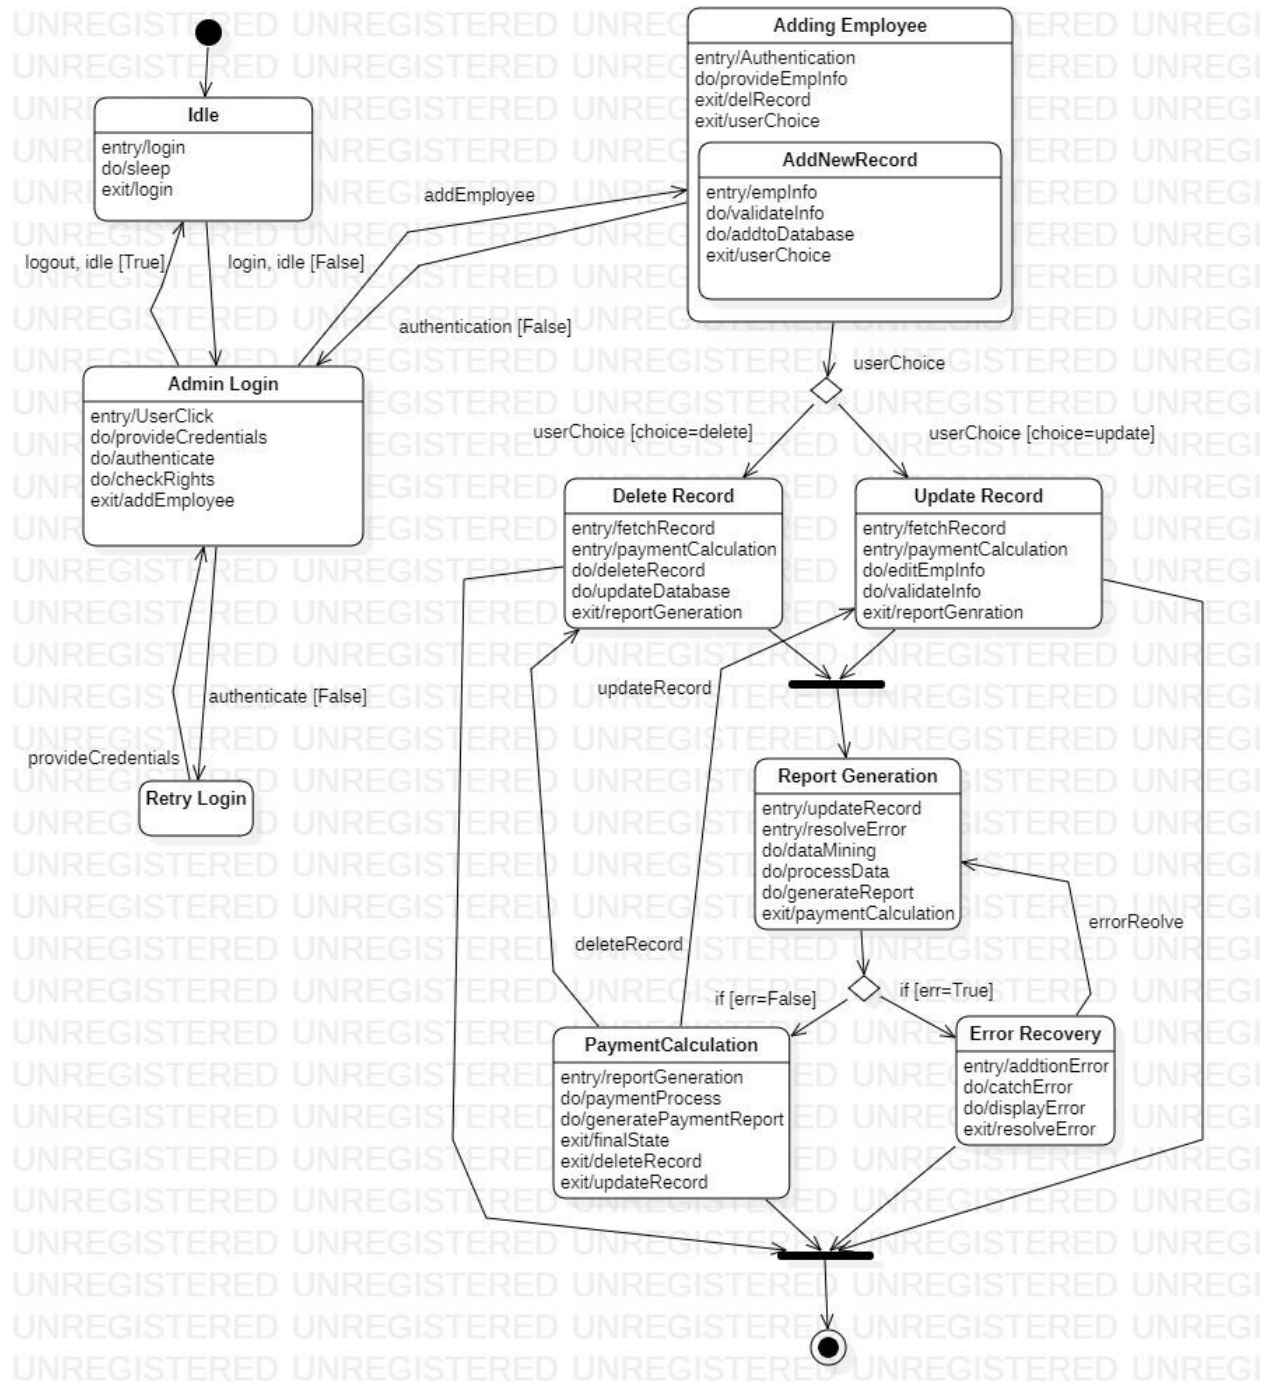 Adding Employee
entry/Authentication
do/provideEmpInfo
exit/delRecord
exit/userChoice
AddNewRecord
entry/empInfo
do/validateInfo
do/addtoDatabase
exit/userChoice
Idle
entry/login
do/sleep
exit/login
addEmployee
logout, idle [True]
login, idle [False]
authentication [False]
Admin Login
entry/UserClick
do/provideCredentials
do/authenticate
do/checkRights
exit/addEmployee
userChoice
userChoice [choice=delete]
userChoice [choice=update]
Delete Record
entry/fetchRecord
entry/paymentCalculation
do/deleteRecord
do/updateDatabase
exit/reportGeneration
Update Record
entry/fetchRecord
entry/paymentCalculation
do/editEmpInfo
do/validateInfo
exit/reportGenration
authenticate [False]
provideCredentials
Retry Login
updateRecord
Report Generation
entry/updateRecord
entry/resolveError
do/dataMining
do/processData
do/generateReport
exit/paymentCalculation
deleteRecord
errorReolve
if [err=False]
if [err=True]
PaymentCalculation
entry/reportGeneration
do/paymentProcess
do/generatePaymentReport
exit/finalState
exit/deleteRecord
exit/updateRecord
Error Recovery
entry/addtionError
do/catchError
do/displayError
exit/resolveError
UNREGISTERED